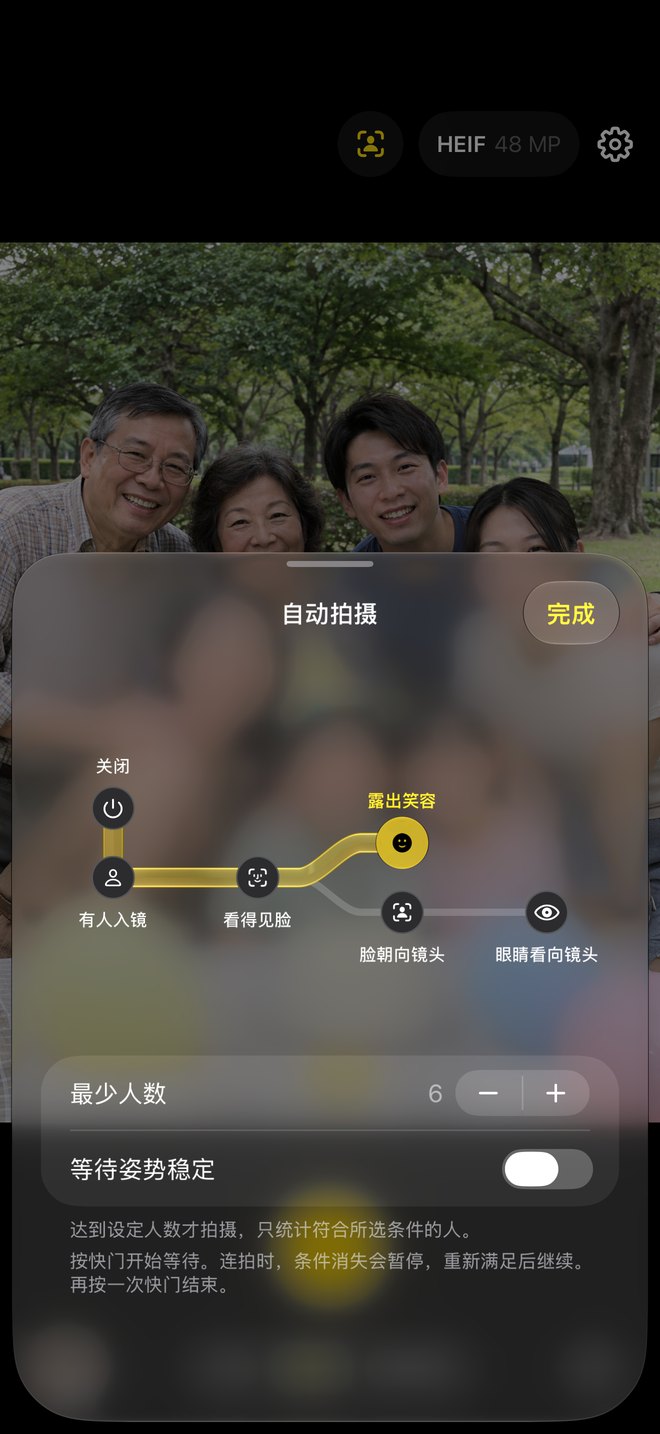 HEIF 48 MP
自动拍摄
完成
关闭
露出笑容
有人入镜
看得见脸
脸朝向镜头
眼睛看向镜头
最少人数
6
等待姿势稳定
达到设定人数才拍摄，只统计符合所选条件的人。
按快门开始等待。连拍时，条件消失会暂停，重新满足后继续。
再按一次快门结束。